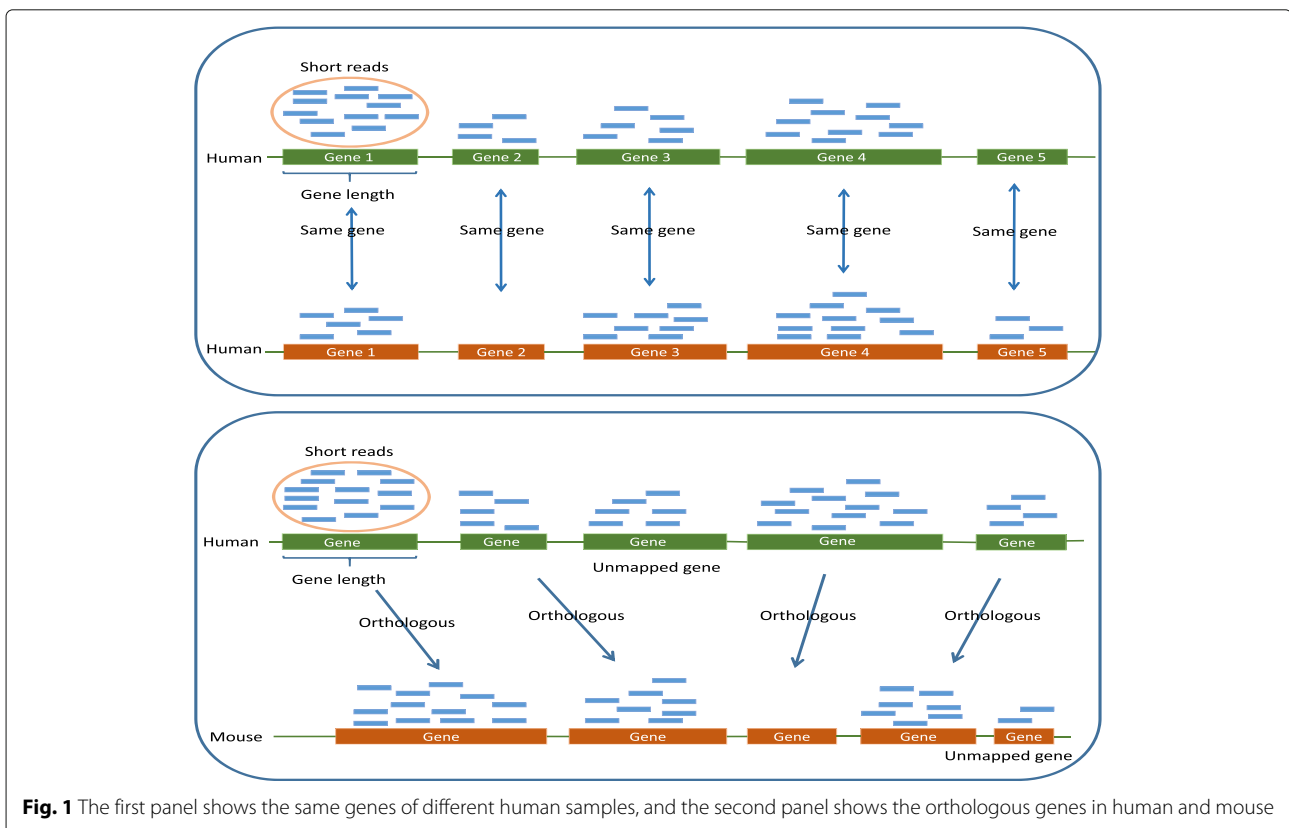 Short reads
Human Gene 1 Gene 2 Gene 3 Gene 4 Gene 5
Gene length
Same gene Same gene Same gene Same gene Same gene
Human Gene 1 Gene 2 Gene 3 Gene 4 Gene 5
Short reads
Human Gene Gene Gene Gene Gene
Unmapped gene
Gene length
Orthologous Orthologous Orthologous Orthologous
Mouse Gene Gene Gene Gene Gene
Unmapped gene
Fig. 1 The first panel shows the same genes of different human samples, and the second panel shows the orthologous genes in human and mouse